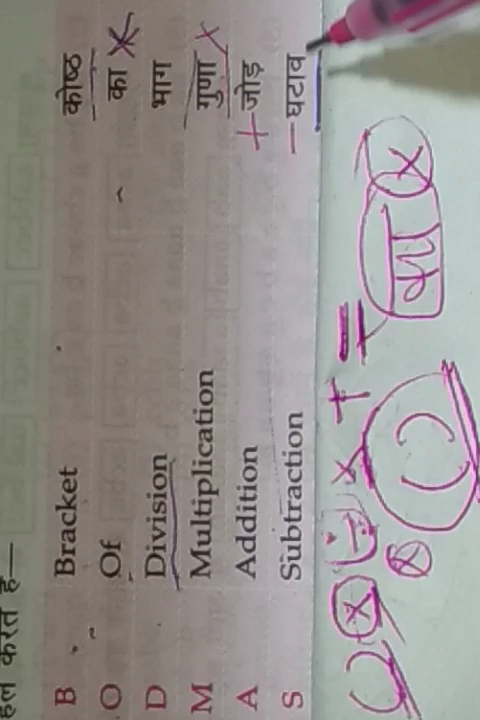 हल करते हैं—
B Bracket कोष्ठ
O Of का ×
D Division भाग
M Multiplication गुणा ×
A Addition + जोड़
S Subtraction – घटाव